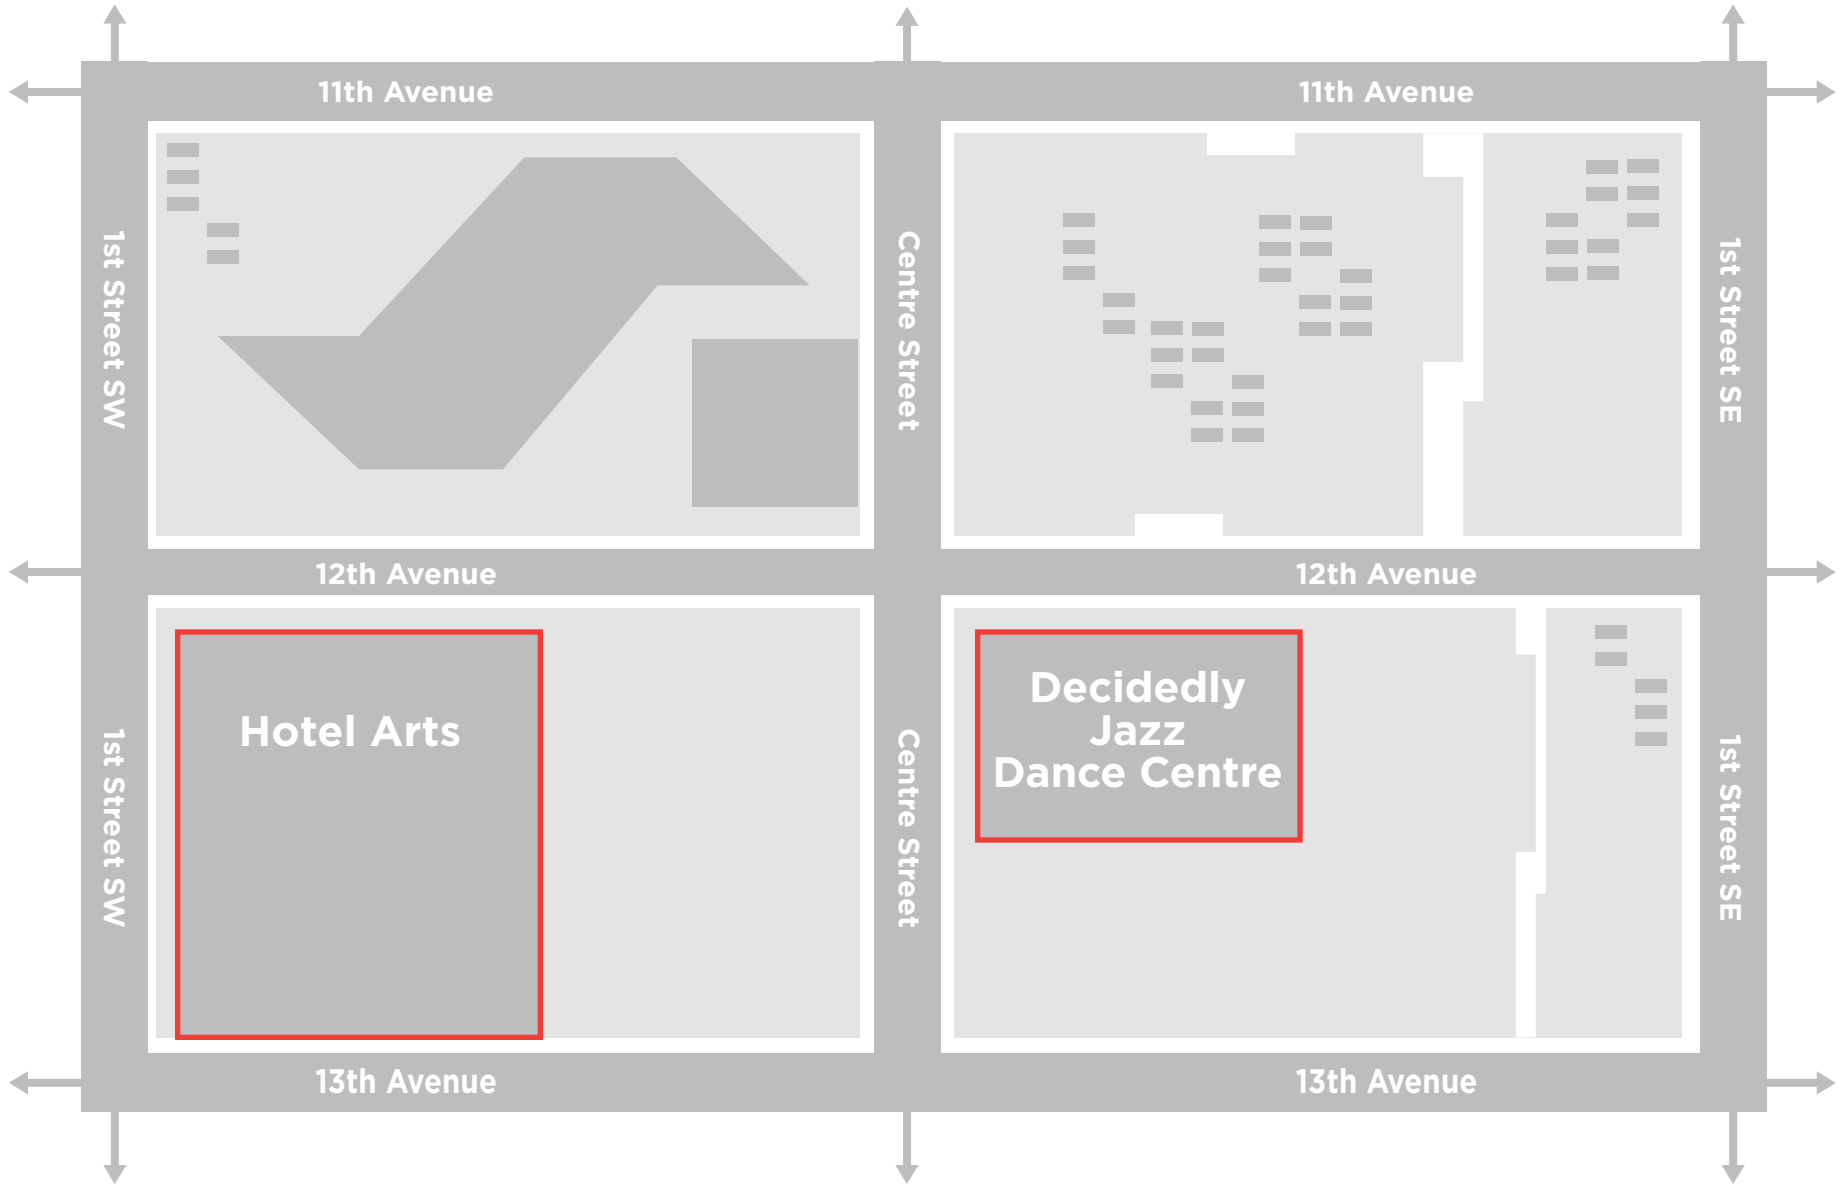 11th Avenue
11th Avenue
1st Street SW
Centre Street
1st Street SE
12th Avenue
12th Avenue
Hotel Arts
Decidedly
Jazz
Dance Centre
1st Street SW
Centre Street
1st Street SE
13th Avenue
13th Avenue